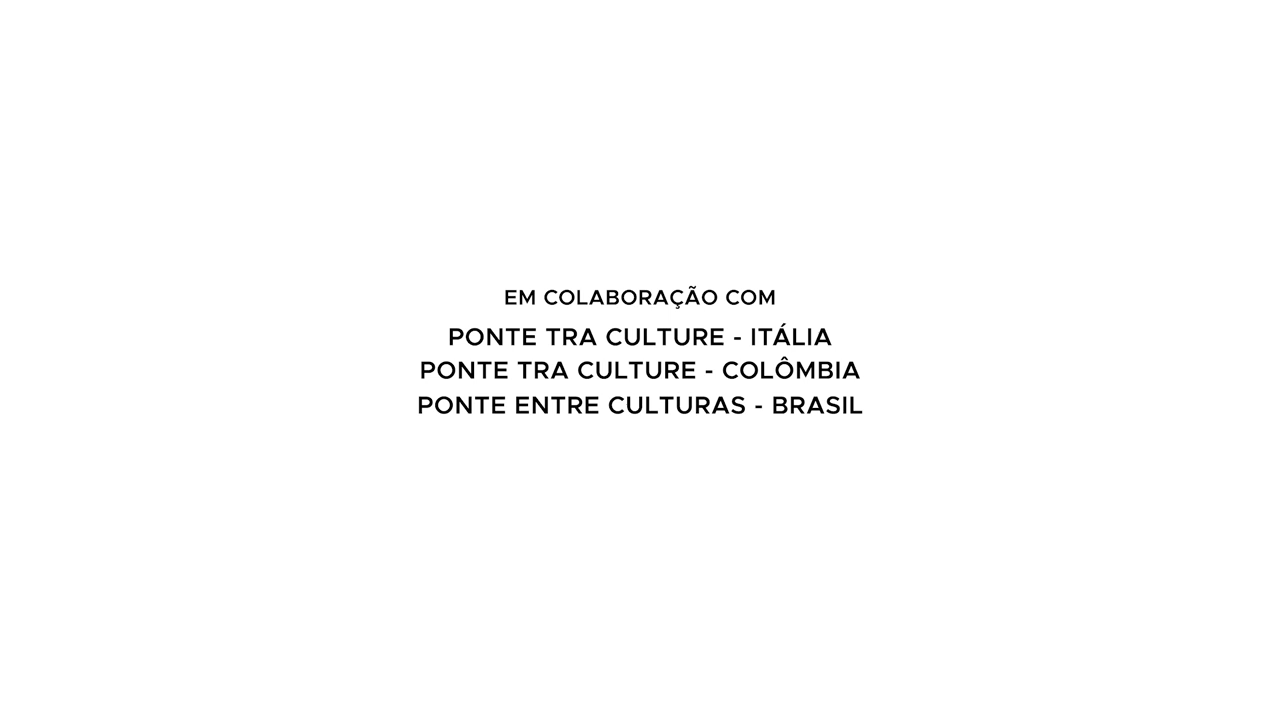 EM COLABORAÇÃO COM
PONTE TRA CULTURE - ITÁLIA
PONTE TRA CULTURE - COLÔMBIA
PONTE ENTRE CULTURAS - BRASIL